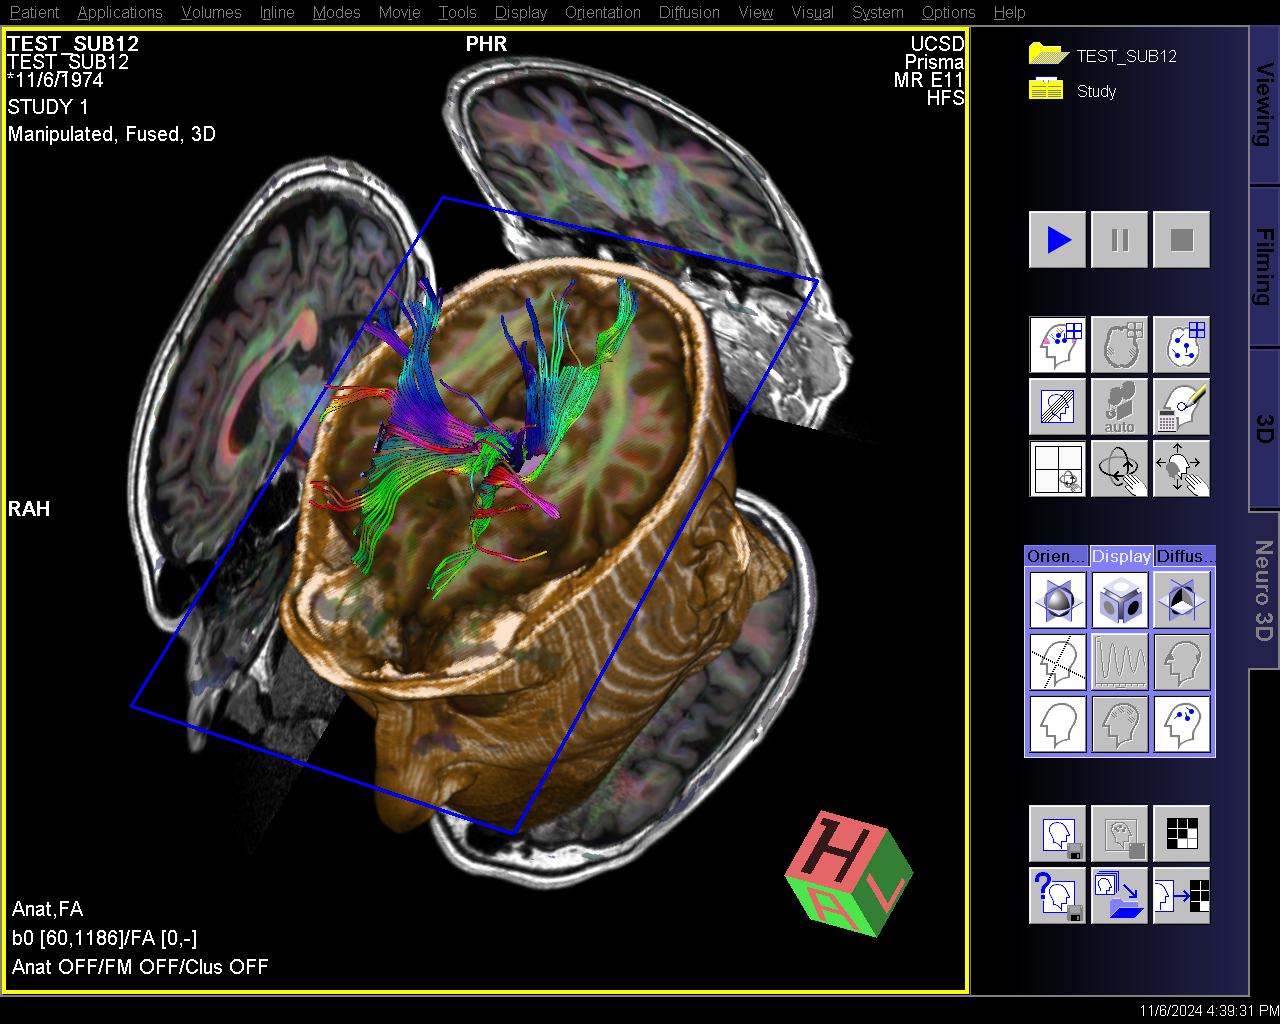 Patient Applications Volumes Inline Modes Movie Tools Display Orientation Diffusion View Visual System Options Help
TEST_SUB12
TEST_SUB12
*11/6/1974
STUDY 1
Manipulated, Fused, 3D
PHR
UCSD
Prisma
MR E11
HFS
RAH
Anat,FA
b0 [60,1186]/FA [0,-]
Anat OFF/FM OFF/Clus OFF
H
A
L
TEST_SUB12
Study
auto
Orien... Display Diffus...
?
Viewing
Filming
3D
Neuro 3D
11/6/2024 4:39:31 PM